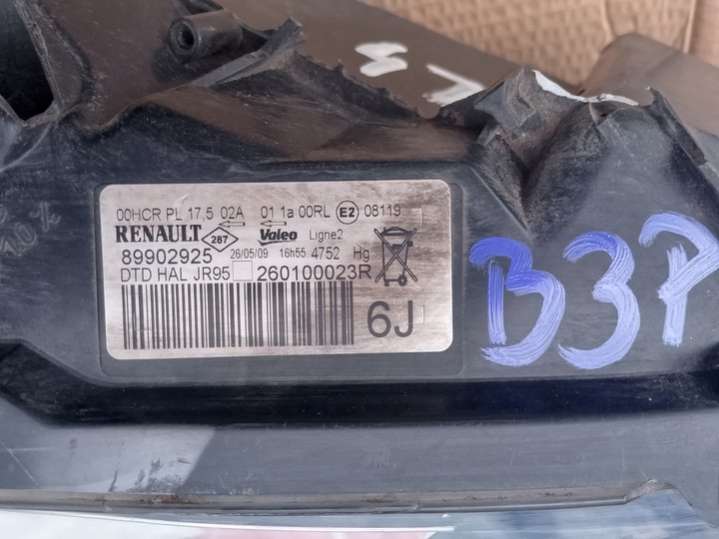 00HCR PL 17,5 02A 01 1a 00RL E2 08119
RENAULT 287 Valeo Ligne2
89902925 26/05/09 16h55 4752 Hg
DTD HAL JR95 260100023R
6J
B3P